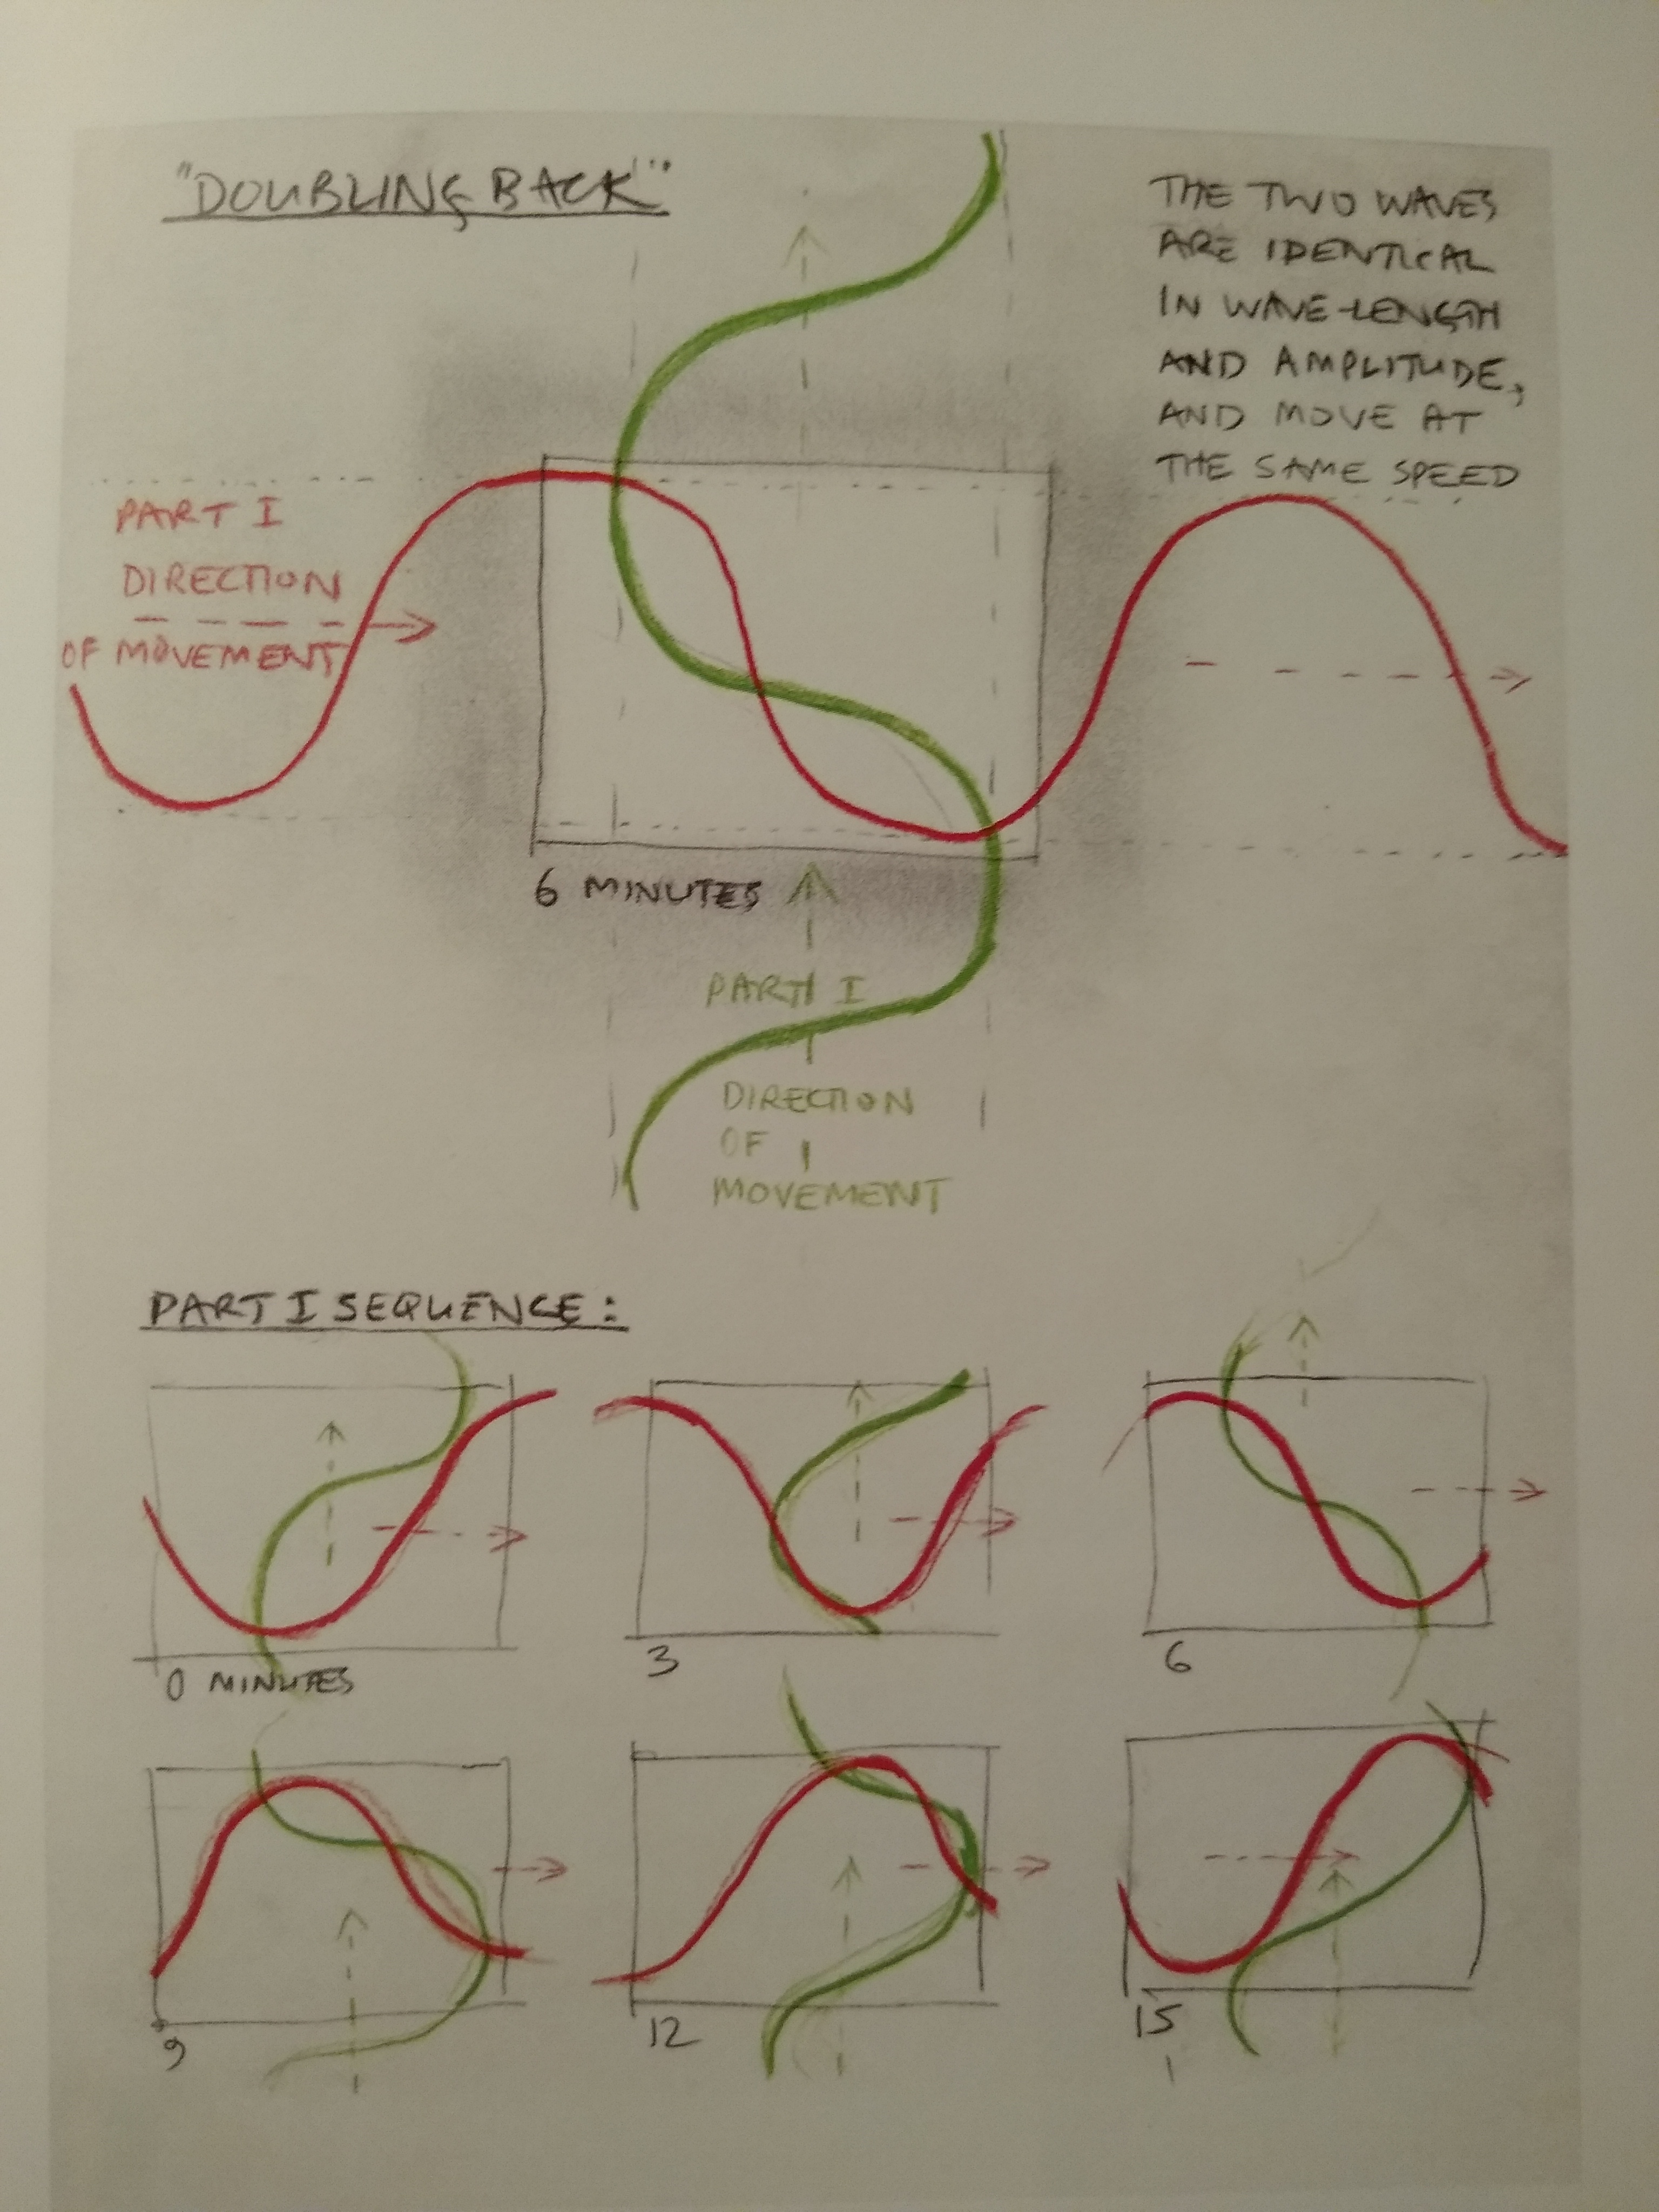 "DOUBLING BACK"
THE TWO WAVES
ARE IDENTICAL
IN WAVE-LENGTH
AND AMPLITUDE,
AND MOVE AT
THE SAME SPEED
PART I
DIRECTION
OF MOVEMENT
6 MINUTES
PART I
DIRECTION
OF
MOVEMENT
PART I SEQUENCE:
0 MINUTES
3
6
9
12
15